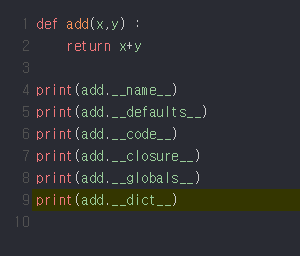 1 def add(x,y) :
2     return x+y
3
4 print(add.__name__)
5 print(add.__defaults__)
6 print(add.__code__)
7 print(add.__closure__)
8 print(add.__globals__)
9 print(add.__dict__)
10